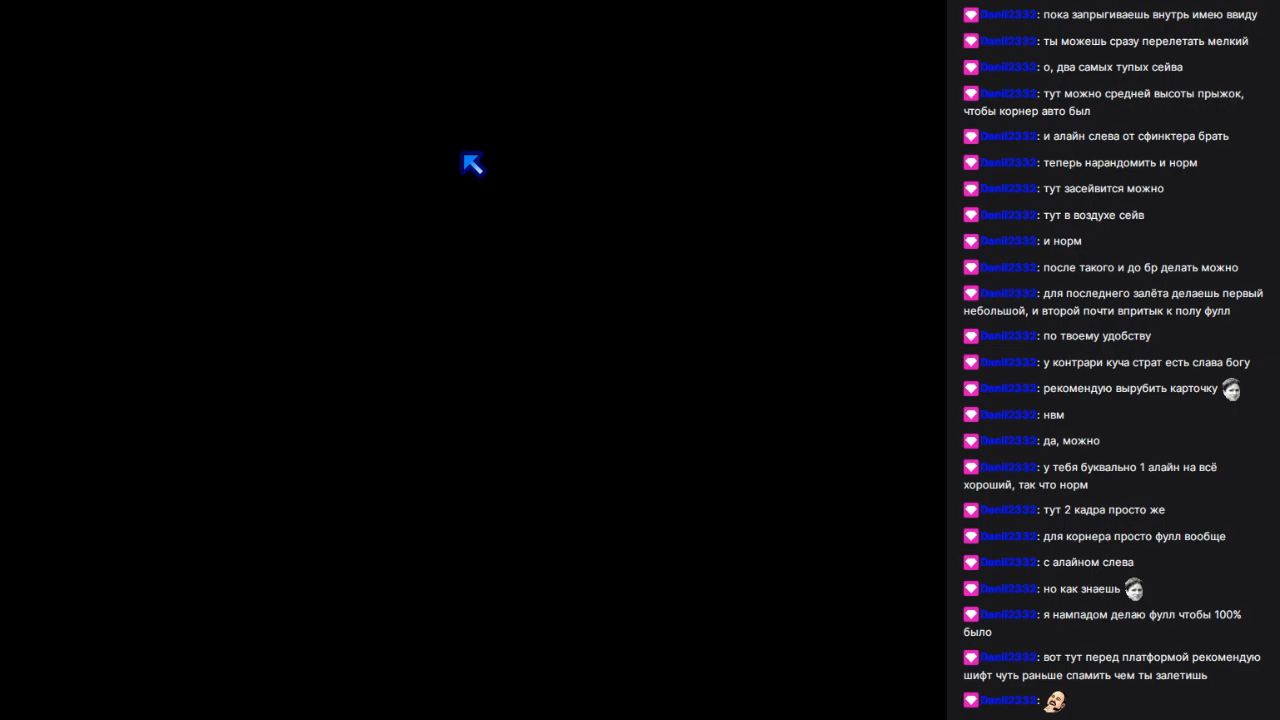 Danil2332: пока запрыгиваешь внутрь имею ввиду
Danil2332: ты можешь сразу перелетать мелкий
Danil2332: о, два самых тупых сейва
Danil2332: тут можно средней высоты прыжок,
чтобы корнер авто был
Danil2332: и алайн слева от сфинктера брать
Danil2332: теперь нарандомить и норм
Danil2332: тут засейвится можно
Danil2332: тут в воздухе сейв
Danil2332: и норм
Danil2332: после такого и до бр делать можно
Danil2332: для последнего залёта делаешь первый
небольшой, и второй почти впритык к полу фулл
Danil2332: по твоему удобству
Danil2332: у контрари куча страт есть слава богу
Danil2332: рекомендую вырубить карточку
Danil2332: нвм
Danil2332: да, можно
Danil2332: у тебя буквально 1 алайн на всё
хороший, так что норм
Danil2332: тут 2 кадра просто же
Danil2332: для корнера просто фулл вообще
Danil2332: с алайном слева
Danil2332: но как знаешь
Danil2332: я нампадом делаю фулл чтобы 100%
было
Danil2332: вот тут перед платформой рекомендую
шифт чуть раньше спамить чем ты залетишь
Danil2332: